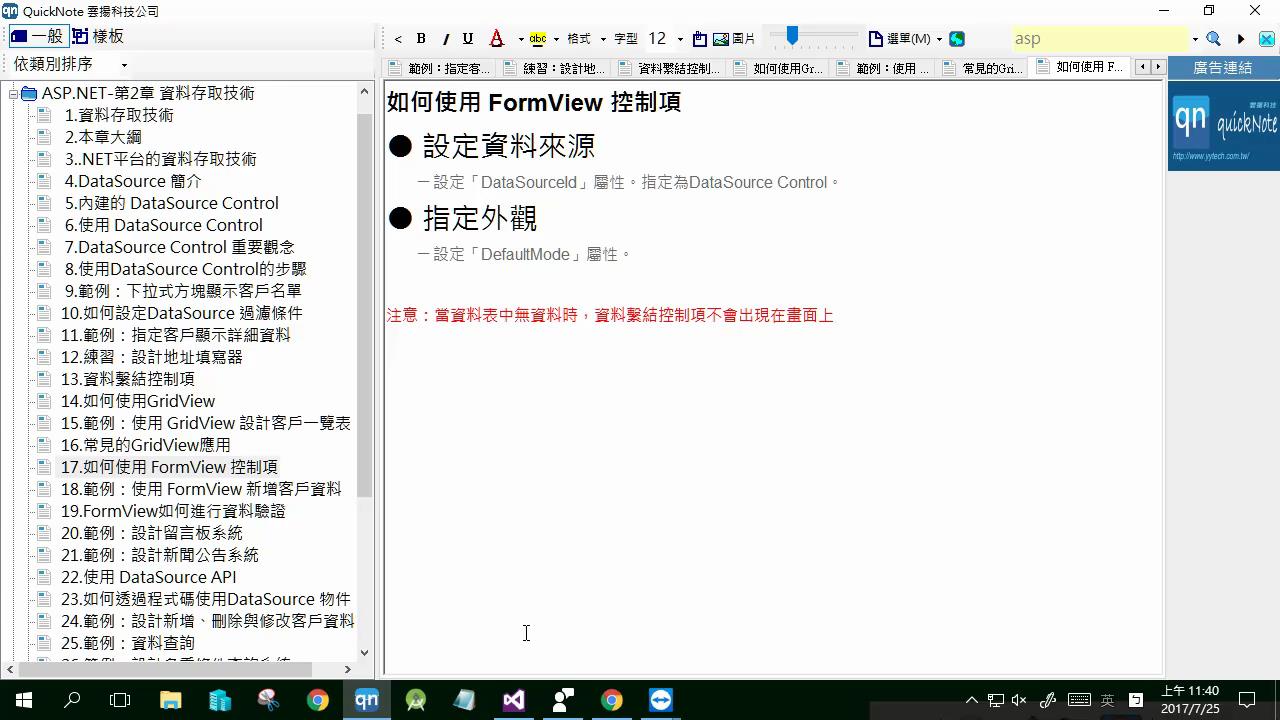 QuickNote 雲揚科技公司
一般 樣板
< B I U A abc 格式 字型 12 圖片 選單(M) asp
依類別排序
範例：指定客... 練習：設計地... 資料繫結控制... 如何使用Gr... 範例：使用 ... 常見的Gri... 如何使用 F...
廣告連結
qn 雲揚科技 quickNote
http://www.yytech.com.tw/
ASP.NET-第2章 資料存取技術
1.資料存取技術
2.本章大綱
3..NET平台的資料存取技術
4.DataSource 簡介
5.內建的 DataSource Control
6.使用 DataSource Control
7.DataSource Control 重要觀念
8.使用DataSource Control的步驟
9.範例：下拉式方塊顯示客戶名單
10.如何設定DataSource 過濾條件
11.範例：指定客戶顯示詳細資料
12.練習：設計地址填寫器
13.資料繫結控制項
14.如何使用GridView
15.範例：使用 GridView 設計客戶一覽表
16.常見的GridView應用
17.如何使用 FormView 控制項
18.範例：使用 FormView 新增客戶資料
19.FormView如何進行資料驗證
20.範例：設計留言板系統
21.範例：設計新聞公告系統
22.使用 DataSource API
23.如何透過程式碼使用DataSource 物件
24.範例：設計新增、刪除與修改客戶資料
25.範例：資料查詢
如何使用 FormView 控制項
● 設定資料來源
－設定「DataSourceId」屬性。指定為DataSource Control。
● 指定外觀
－設定「DefaultMode」屬性。
注意：當資料表中無資料時，資料繫結控制項不會出現在畫面上
qn
英
上午 11:40
2017/7/25